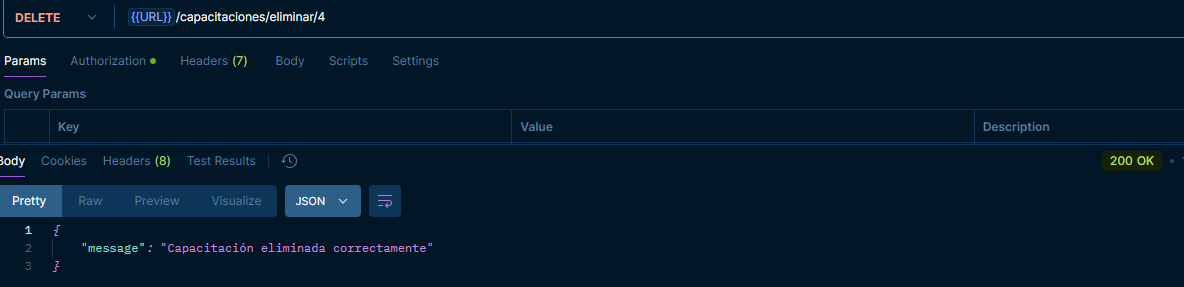 DELETE {{URL}}/capacitaciones/eliminar/4
Params Authorization Headers (7) Body Scripts Settings
Query Params
Key Value Description
Body Cookies Headers (8) Test Results 200 OK
Pretty Raw Preview Visualize JSON
1 {
2 "message": "Capacitación eliminada correctamente"
3 }